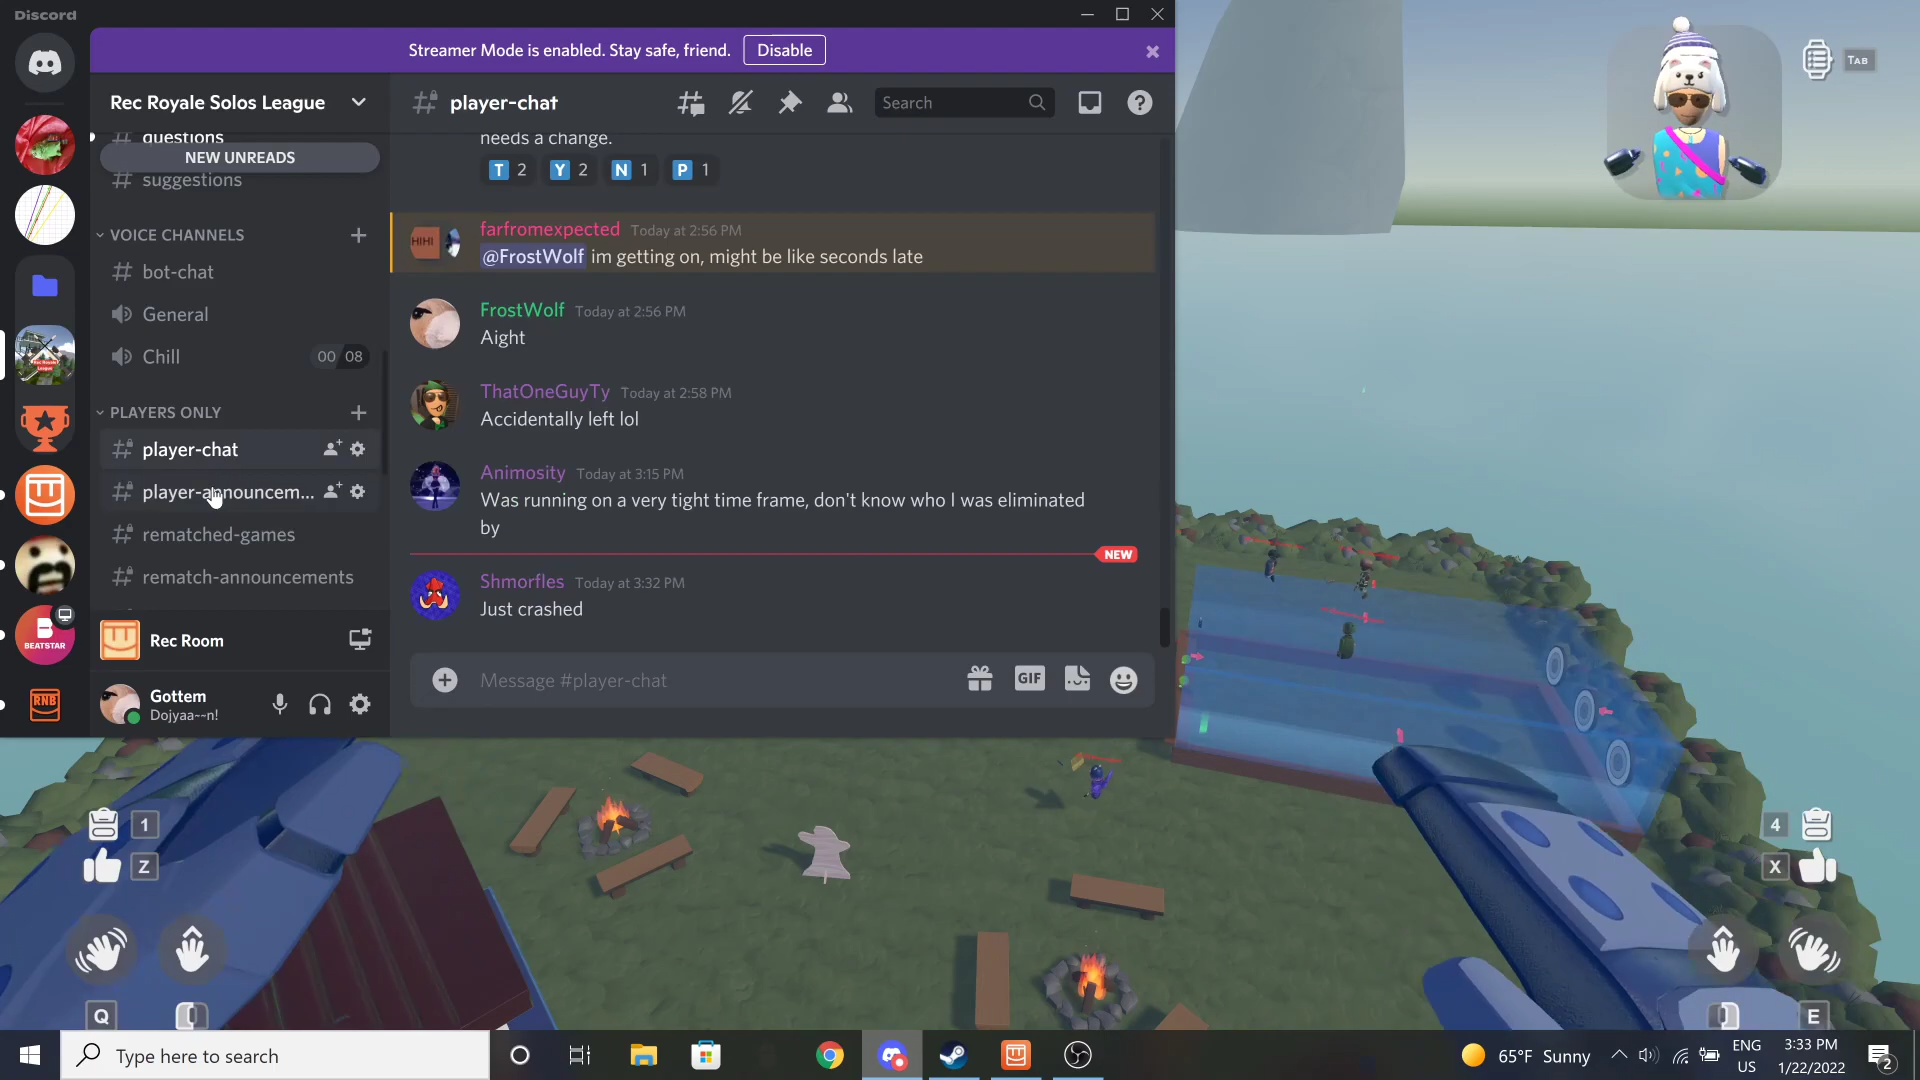 Discord
Streamer Mode is enabled. Stay safe, friend. Disable
Rec Royale Solos League
player-chat
Search
questions
NEW UNREADS
suggestions
VOICE CHANNELS
bot-chat
General
Chill
00 08
PLAYERS ONLY
player-chat
player-announcem...
rematched-games
rematch-announcements
Rec Room
Gottem
Dojyaa~~n!
needs a change.
T 2 Y 2 N 1 P 1
HIHI
farfromexpected Today at 2:56 PM
@FrostWolf im getting on, might be like seconds late
FrostWolf Today at 2:56 PM
Aight
ThatOneGuyTy Today at 2:58 PM
Accidentally left lol
Animosity Today at 3:15 PM
Was running on a very tight time frame, don't know who I was eliminated
by
NEW
Shmorfles Today at 3:32 PM
Just crashed
Message #player-chat
GIF
B
BEATSTAR
RNB
TAB
1
Z
Q
4
X
E
Type here to search
65°F Sunny
ENG
US
3:33 PM
1/22/2022
2